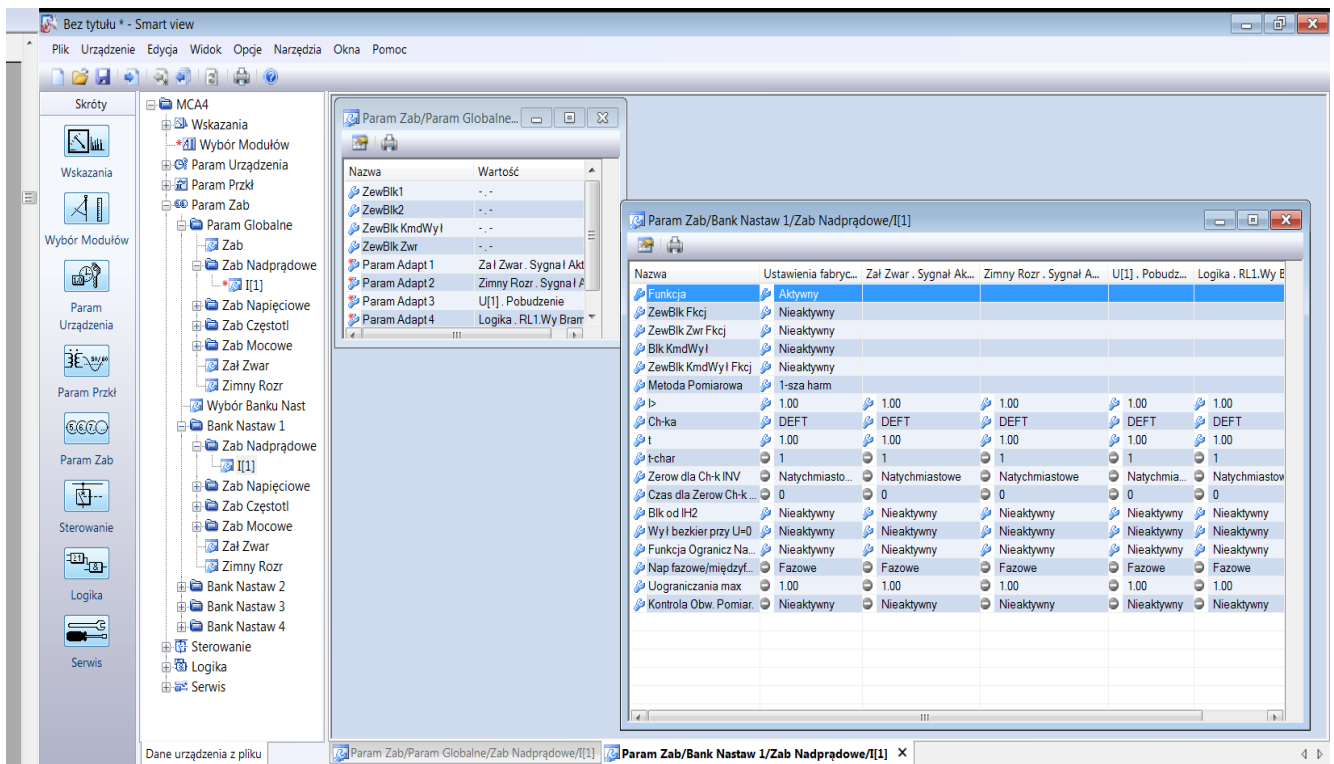 Bez tytułu * - Smart view
Plik Urządzenie Edycja Widok Opcje Narzędzia Okna Pomoc
Skróty
Wskazania
Wybór Modułów
Param
Urządzenia
Param Przkł
Param Zab
Sterowanie
Logika
Serwis
MCA4
Wskazania
*Wybór Modułów
Param Urządzenia
Param Przkł
Param Zab
Param Globalne
Zab
Zab Nadprądowe
*I[1]
Zab Napięciowe
Zab Częstotl
Zab Mocowe
Zał Zwar
Zimny Rozr
Wybór Banku Nast
Bank Nastaw 1
Zab Nadprądowe
I[1]
Zab Napięciowe
Zab Częstotl
Zab Mocowe
Zał Zwar
Zimny Rozr
Bank Nastaw 2
Bank Nastaw 3
Bank Nastaw 4
Sterowanie
Logika
Serwis
Dane urządzenia z pliku
Param Zab/Param Globalne...
Nazwa Wartość
ZewBlk1 -.-
ZewBlk2 -.-
ZewBlk KmdWył -.-
ZewBlk Zwr -.-
Param Adapt 1 Zał Zwar . Sygnał Akt
Param Adapt 2 Zimny Rozr . Sygnał A
Param Adapt 3 U[1] . Pobudzenie
Param Adapt 4 Logika . RL1.Wy Bram
Param Zab/Bank Nastaw 1/Zab Nadprądowe/I[1]
Nazwa Ustawienia fabryc... Zał Zwar . Sygnał Ak... Zimny Rozr . Sygnał A... U[1] . Pobudz... Logika . RL1.Wy B
Funkcja Aktywny
ZewBlk Fkcj Nieaktywny
ZewBlk Zwr Fkcj Nieaktywny
Blk KmdWył Nieaktywny
ZewBlk KmdWył Fkcj Nieaktywny
Metoda Pomiarowa 1-sza harm
I> 1.00 1.00 1.00 1.00 1.00
Ch-ka DEFT DEFT DEFT DEFT DEFT
t 1.00 1.00 1.00 1.00 1.00
t-char 1 1 1 1 1
Zerow dla Ch-k INV Natychmiasto... Natychmiastowe Natychmiastowe Natychmia... Natychmiastow
Czas dla Zerow Ch-k ... 0 0 0 0 0
Blk od IH2 Nieaktywny Nieaktywny Nieaktywny Nieaktywny Nieaktywny
Wył bezkier przy U=0 Nieaktywny Nieaktywny Nieaktywny Nieaktywny Nieaktywny
Funkcja Ogranicz Na... Nieaktywny Nieaktywny Nieaktywny Nieaktywny Nieaktywny
Nap fazowe/międzyf... Fazowe Fazowe Fazowe Fazowe Fazowe
Uograniczania max 1.00 1.00 1.00 1.00 1.00
Kontrola Obw. Pomiar. Nieaktywny Nieaktywny Nieaktywny Nieaktywny Nieaktywny
Param Zab/Param Globalne/Zab Nadprądowe/I[1] Param Zab/Bank Nastaw 1/Zab Nadprądowe/I[1]